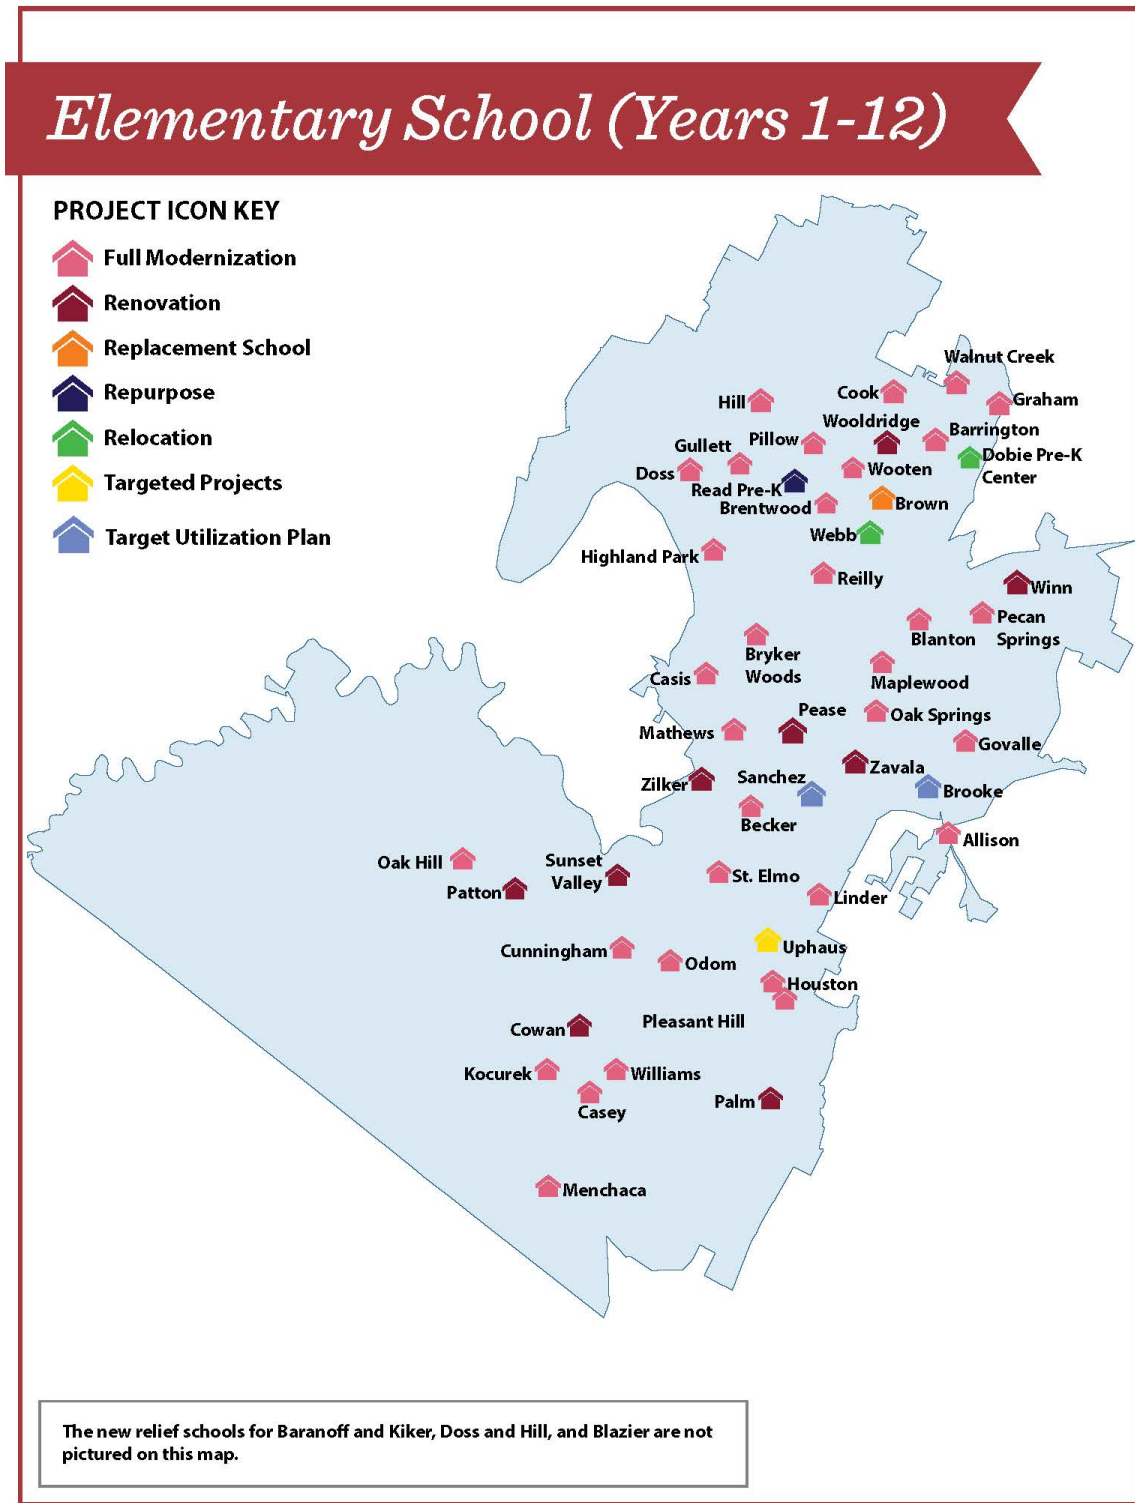 Elementary School (Years 1-12)
PROJECT ICON KEY
Full Modernization
Renovation
Replacement School
Repurpose
Relocation
Targeted Projects
Target Utilization Plan
Walnut Creek
Hill
Cook
Graham
Wooldridge
Barrington
Gullett
Pillow
Dobie Pre-K
Center
Doss
Wooten
Read Pre-K
Brentwood
Brown
Webb
Highland Park
Reilly
Winn
Pecan
Springs
Blanton
Bryker
Woods
Casis
Maplewood
Pease
Oak Springs
Mathews
Govalle
Zavala
Zilker
Sanchez
Brooke
Becker
Allison
Oak Hill
Sunset
Valley
Patton
St. Elmo
Linder
Cunningham
Uphaus
Odom
Houston
Pleasant Hill
Cowan
Kocurek
Williams
Casey
Palm
Menchaca
The new relief schools for Baranoff and Kiker, Doss and Hill, and Blazier are not
pictured on this map.